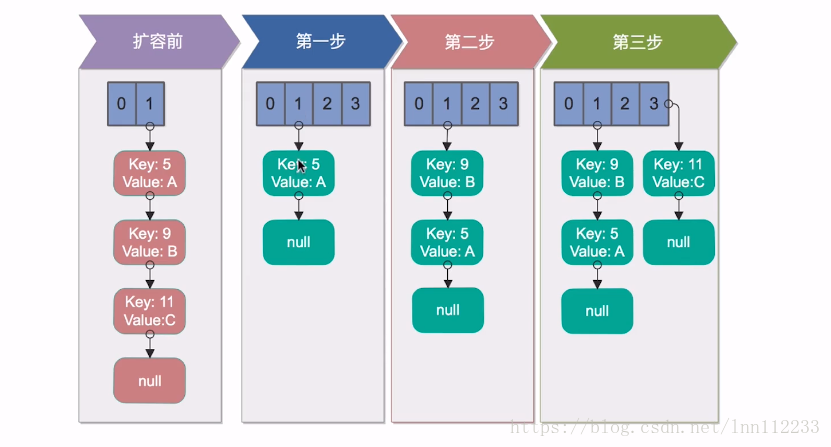 扩容前
第一步
第二步
第三步
0 1
0 1 2 3
0 1 2 3
0 1 2 3
Key: 5
Value: A
Key: 9
Value: B
Key: 11
Value:C
null
Key: 5
Value: A
null
Key: 9
Value: B
Key: 5
Value: A
null
Key: 9
Value: B
Key: 5
Value: A
null
Key: 11
Value:C
null
https://blog.csdn.net/lnn112233